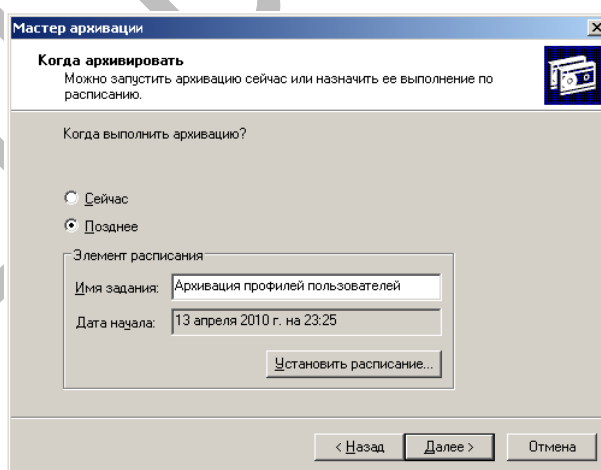 Мастер архивации
Когда архивировать
Можно запустить архивацию сейчас или назначить ее выполнение по
расписанию.
Когда выполнить архивацию?
Сейчас
Позднее
Элемент расписания
Имя задания: Архивация профилей пользователей
Дата начала: 13 апреля 2010 г. на 23:25
Установить расписание...
< Назад Далее > Отмена